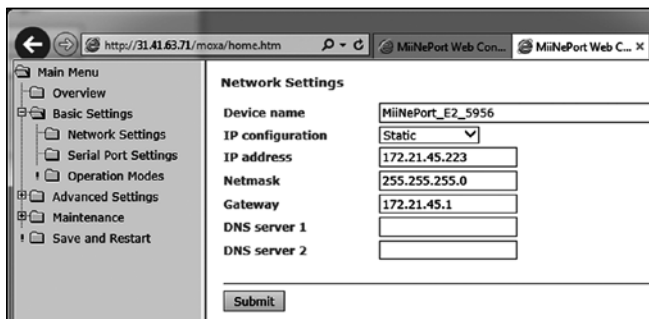 http://31.41.63.71/moxa/home.htm
MiiNePort Web Con...
MiiNePort Web C...
Main Menu
Overview
Basic Settings
Network Settings
Serial Port Settings
Operation Modes
Advanced Settings
Maintenance
Save and Restart
Network Settings
Device name MiiNePort_E2_5956
IP configuration Static
IP address 172.21.45.223
Netmask 255.255.255.0
Gateway 172.21.45.1
DNS server 1
DNS server 2
Submit